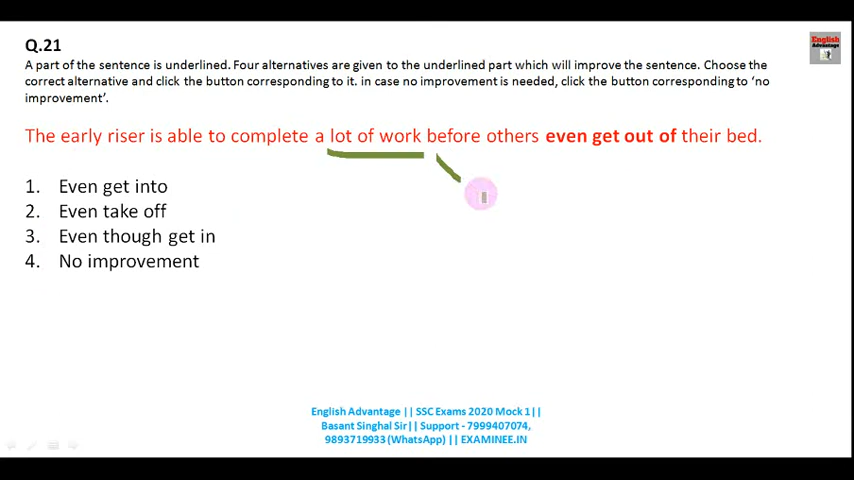 Q.21
English
Advantage
A part of the sentence is underlined. Four alternatives are given to the underlined part which will improve the sentence. Choose the
correct alternative and click the button corresponding to it. in case no improvement is needed, click the button corresponding to 'no
improvement'.
The early riser is able to complete a lot of work before others even get out of their bed.
1. Even get into
2. Even take off
3. Even though get in
4. No improvement
English Advantage || SSC Exams 2020 Mock 1||
Basant Singhal Sir|| Support - 7999407074,
9893719933 (WhatsApp) || EXAMINEE.IN